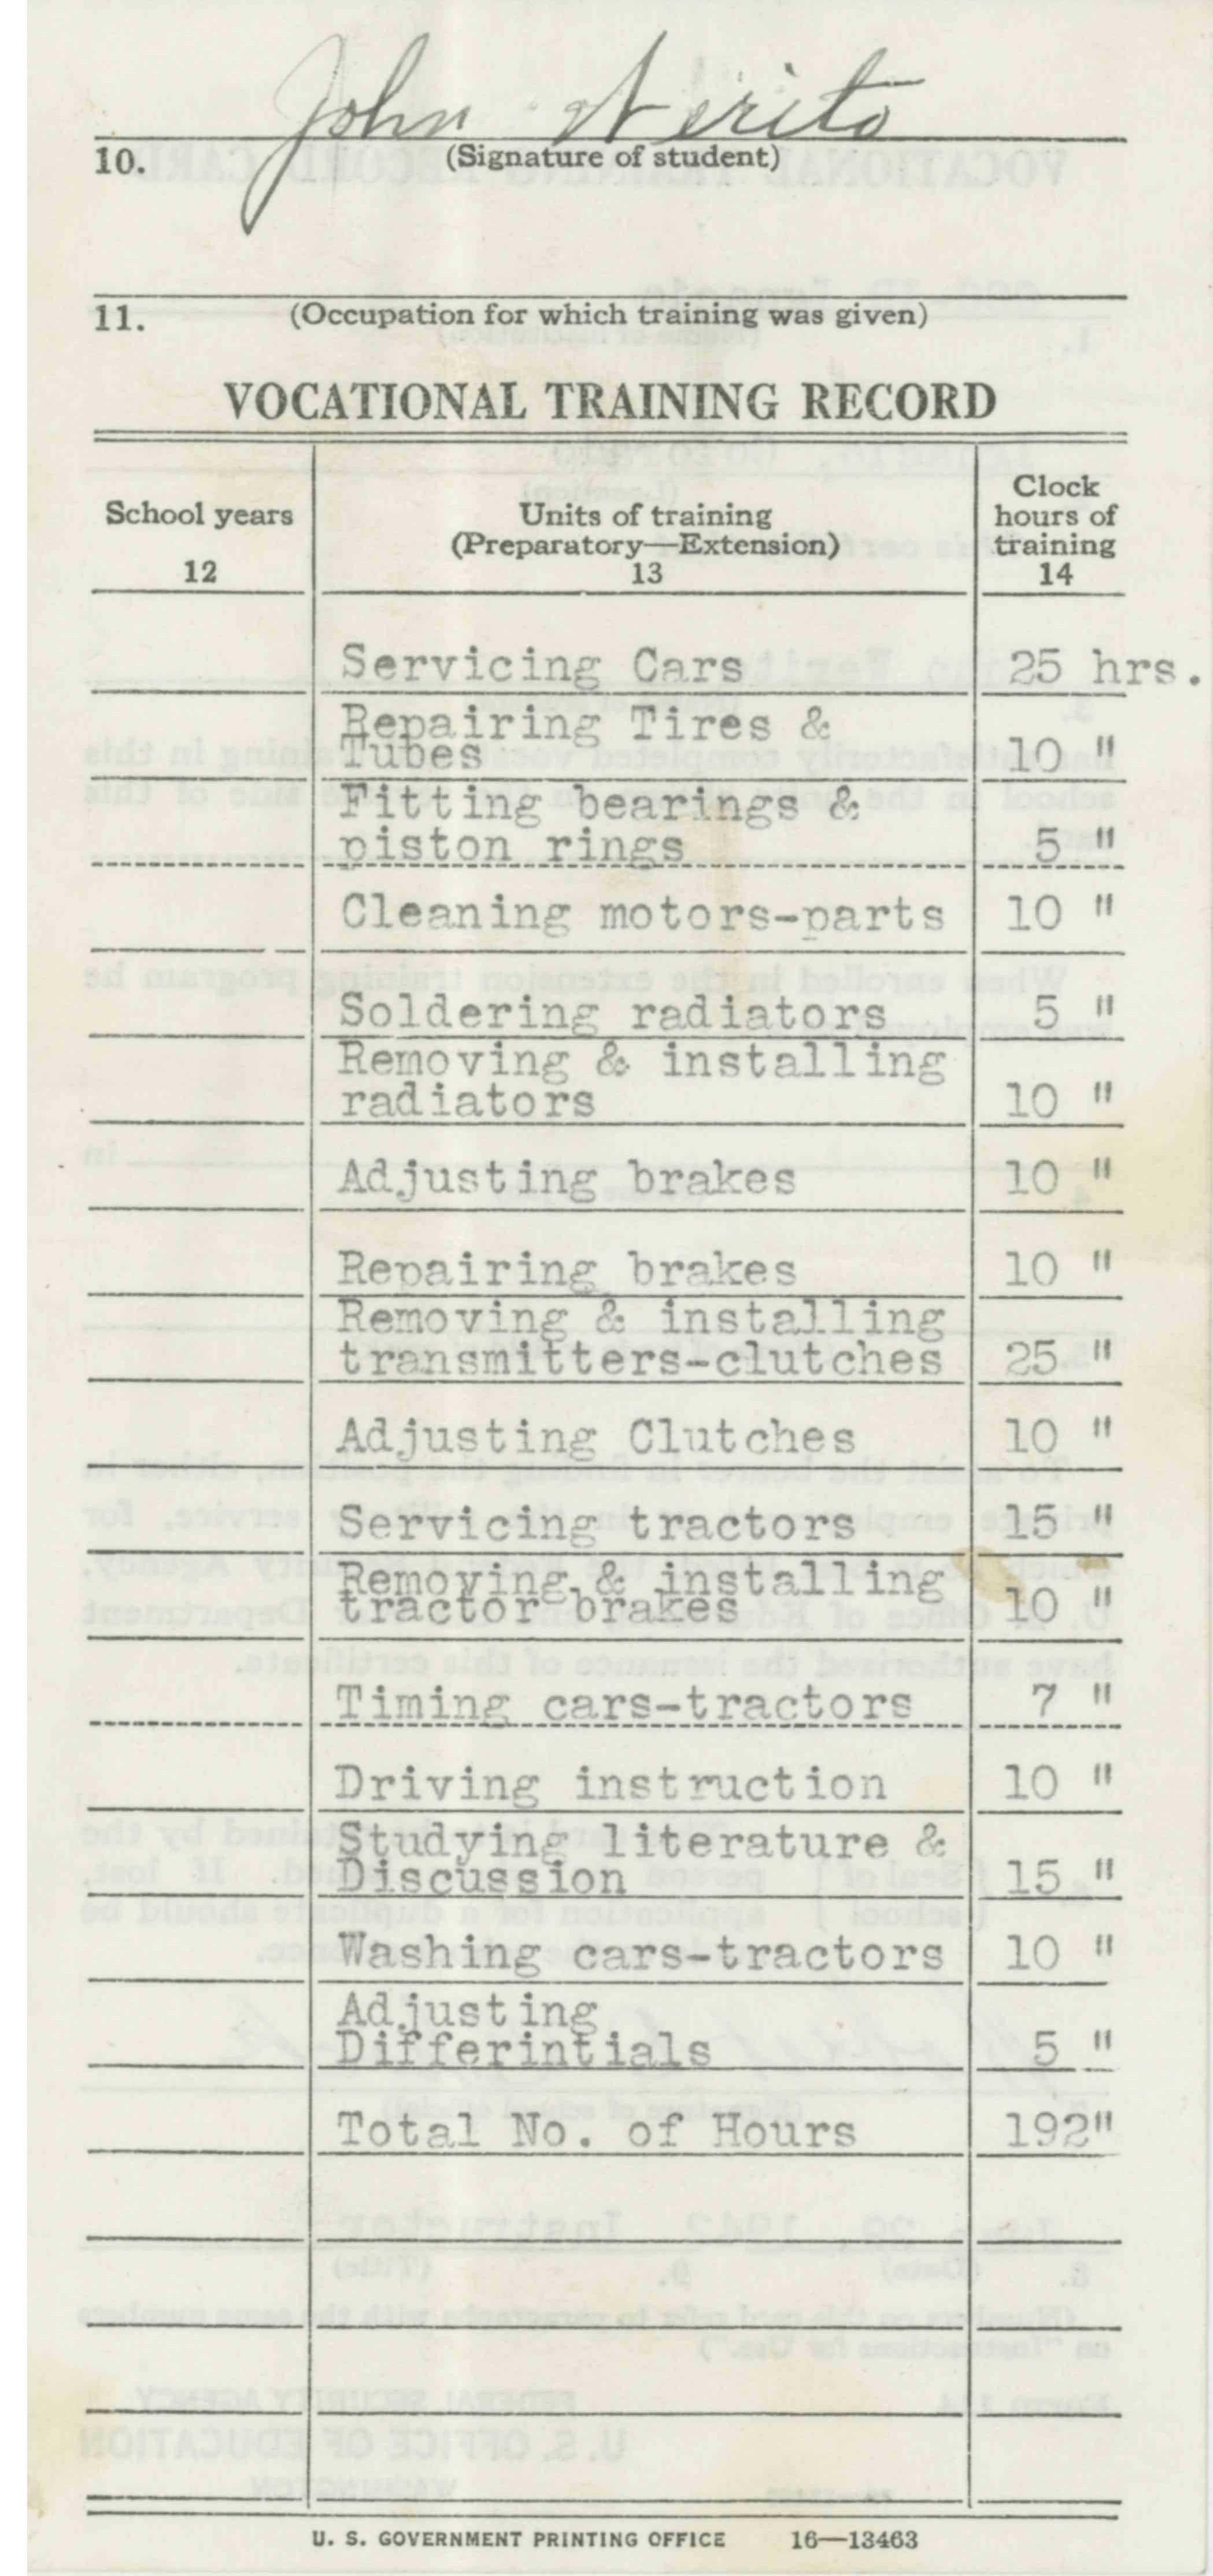 John Nerito
10. (Signature of student)
11. (Occupation for which training was given)
VOCATIONAL TRAINING RECORD
School years
12
Units of training
(Preparatory—Extension)
13
Clock
hours of
training
14
Servicing Cars 25 hrs.
Repairing Tires &
Tubes 10 "
Fitting bearings &
piston rings 5 "
Cleaning motors-parts 10 "
Soldering radiators 5 "
Removing & installing
radiators 10 "
Adjusting brakes 10 "
Repairing brakes 10 "
Removing & installing
transmitters-clutches 25 "
Adjusting Clutches 10 "
Servicing tractors 15 "
Removing & installing
tractor brakes 10 "
Timing cars-tractors 7 "
Driving instruction 10 "
Studying literature &
Discussion 15 "
Washing cars-tractors 10 "
Adjusting
Differintials 5 "
Total No. of Hours 192"
U. S. GOVERNMENT PRINTING OFFICE 16—13463